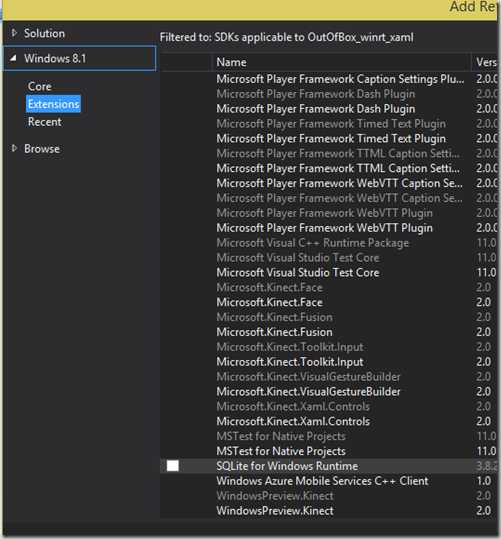 Add Re
Solution
Filtered to: SDKs applicable to OutOfBox_winrt_xaml
Windows 8.1
Core
Extensions
Recent
Browse
Name Vers
Microsoft Player Framework Caption Settings Plu... 2.0.0
Microsoft Player Framework Dash Plugin 2.0.0
Microsoft Player Framework Dash Plugin 2.0.0
Microsoft Player Framework Timed Text Plugin 2.0.0
Microsoft Player Framework Timed Text Plugin 2.0.0
Microsoft Player Framework TTML Caption Setti... 2.0.0
Microsoft Player Framework TTML Caption Setti... 2.0.0
Microsoft Player Framework WebVTT Caption Se... 2.0.0
Microsoft Player Framework WebVTT Caption Se... 2.0.0
Microsoft Player Framework WebVTT Plugin 2.0.0
Microsoft Player Framework WebVTT Plugin 2.0.0
Microsoft Visual C++ Runtime Package 11.0
Microsoft Visual Studio Test Core 11.0
Microsoft Visual Studio Test Core 11.0
Microsoft.Kinect.Face 2.0
Microsoft.Kinect.Face 2.0
Microsoft.Kinect.Fusion 2.0
Microsoft.Kinect.Fusion 2.0
Microsoft.Kinect.Toolkit.Input 2.0
Microsoft.Kinect.Toolkit.Input 2.0
Microsoft.Kinect.VisualGestureBuilder 2.0
Microsoft.Kinect.VisualGestureBuilder 2.0
Microsoft.Kinect.Xaml.Controls 2.0
Microsoft.Kinect.Xaml.Controls 2.0
MSTest for Native Projects 11.0
MSTest for Native Projects 11.0
SQLite for Windows Runtime 3.8.2
Windows Azure Mobile Services C++ Client 1.0
WindowsPreview.Kinect 2.0
WindowsPreview.Kinect 2.0